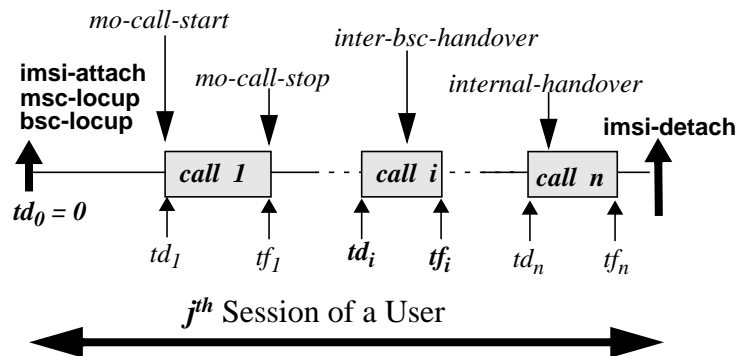 mo-call-start
inter-bsc-handover
imsi-attach
msc-locup
bsc-locup
mo-call-stop
internal-handover
imsi-detach
call 1
call i
call n
td0 = 0
td1
tf1
tdi
tfi
tdn
tfn
jth Session of a User